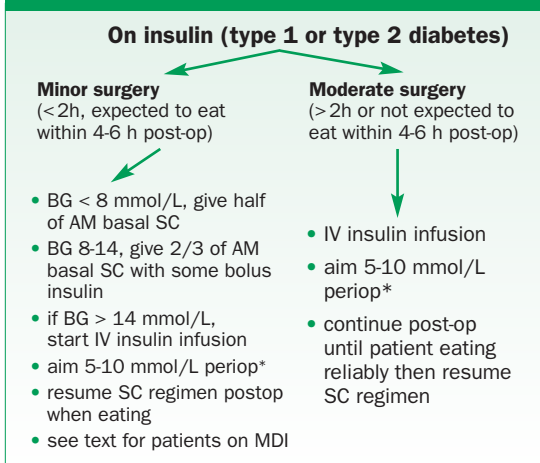 On insulin (type 1 or type 2 diabetes)
Minor surgery
(<2h, expected to eat
within 4-6 h post-op)
• BG < 8 mmol/L, give half
of AM basal SC
• BG 8-14, give 2/3 of AM
basal SC with some bolus
insulin
• if BG > 14 mmol/L,
start IV insulin infusion
• aim 5-10 mmol/L periop*
• resume SC regimen postop
when eating
• see text for patients on MDI
Moderate surgery
(>2h or not expected to
eat within 4-6 h post-op)
• IV insulin infusion
• aim 5-10 mmol/L
periop*
• continue post-op
until patient eating
reliably then resume
SC regimen